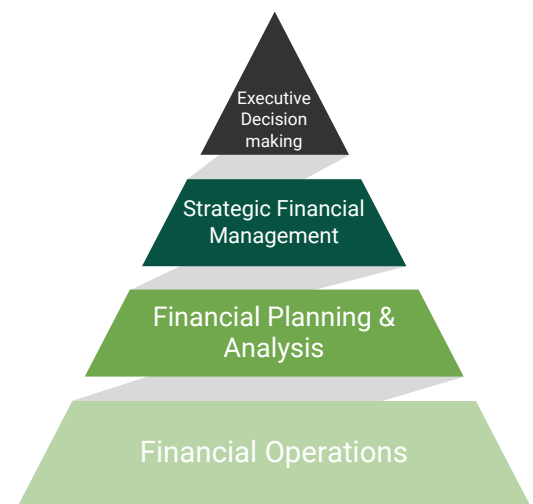 Executive
Decision
making
Strategic Financial
Management
Financial Planning &
Analysis
Financial Operations